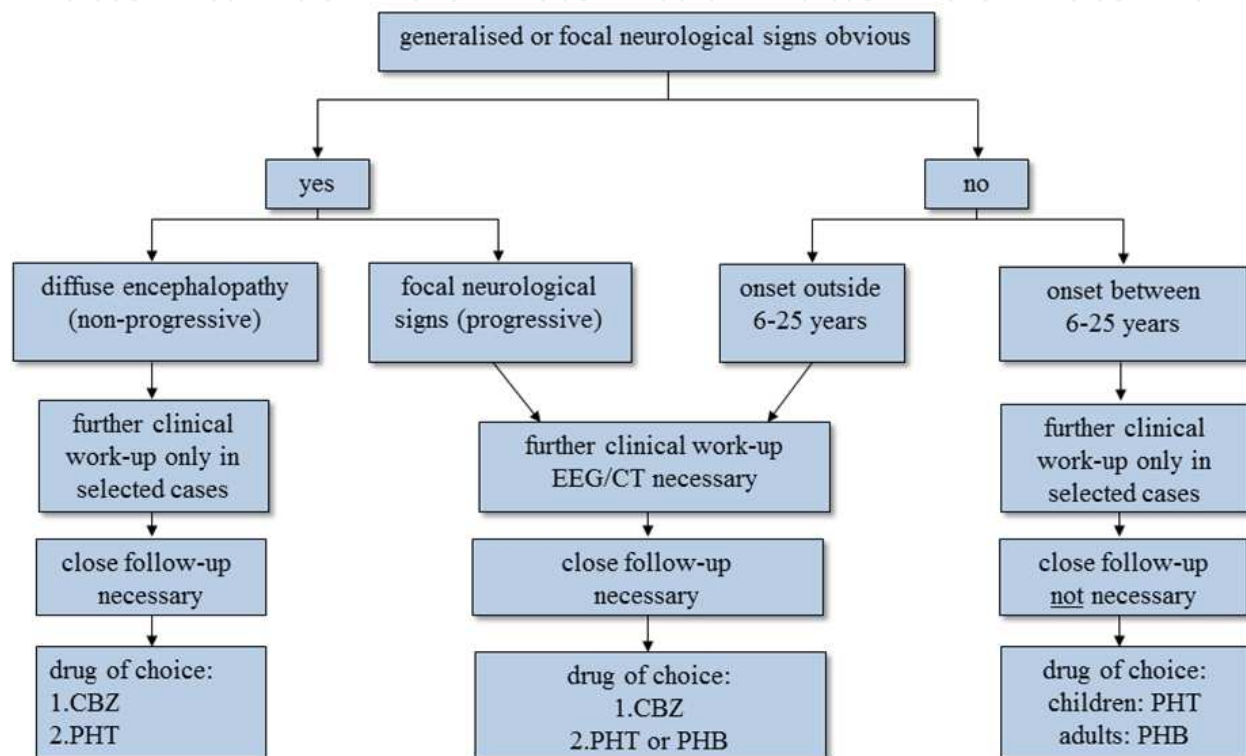 generalised or focal neurological signs obvious
yes
no
diffuse encephalopathy
(non-progressive)
focal neurological
signs (progressive)
onset outside
6-25 years
onset between
6-25 years
further clinical
work-up only in
selected cases
further clinical work-up
EEG/CT necessary
further clinical
work-up only in
selected cases
close follow-up
necessary
close follow-up
necessary
close follow-up
not necessary
drug of choice:
1.CBZ
2.PHT
drug of choice:
1.CBZ
2.PHT or PHB
drug of choice:
children: PHT
adults: PHB